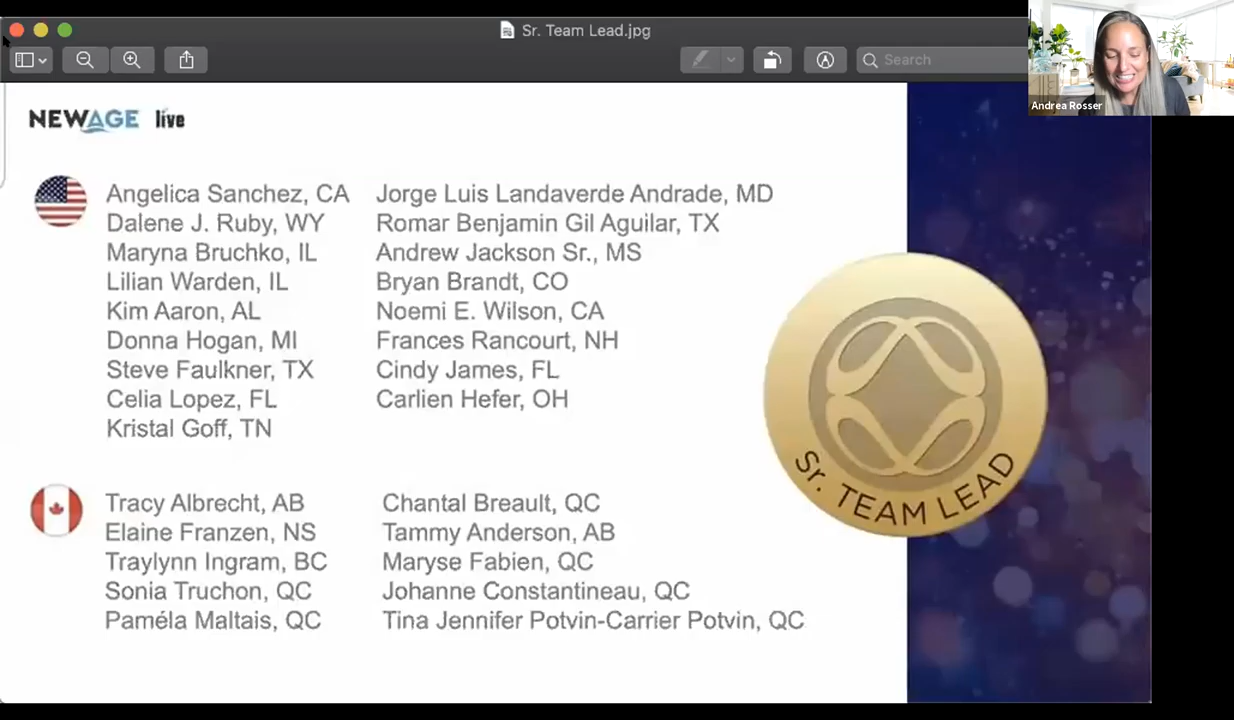 Sr. Team Lead.jpg
Search
Andrea Rosser
NEWAGE live
Angelica Sanchez, CA
Dalene J. Ruby, WY
Maryna Bruchko, IL
Lilian Warden, IL
Kim Aaron, AL
Donna Hogan, MI
Steve Faulkner, TX
Celia Lopez, FL
Kristal Goff, TN
Jorge Luis Landaverde Andrade, MD
Romar Benjamin Gil Aguilar, TX
Andrew Jackson Sr., MS
Bryan Brandt, CO
Noemi E. Wilson, CA
Frances Rancourt, NH
Cindy James, FL
Carlien Hefer, OH
Tracy Albrecht, AB
Elaine Franzen, NS
Traylynn Ingram, BC
Sonia Truchon, QC
Paméla Maltais, QC
Chantal Breault, QC
Tammy Anderson, AB
Maryse Fabien, QC
Johanne Constantineau, QC
Tina Jennifer Potvin-Carrier Potvin, QC
Sr. TEAM LEAD